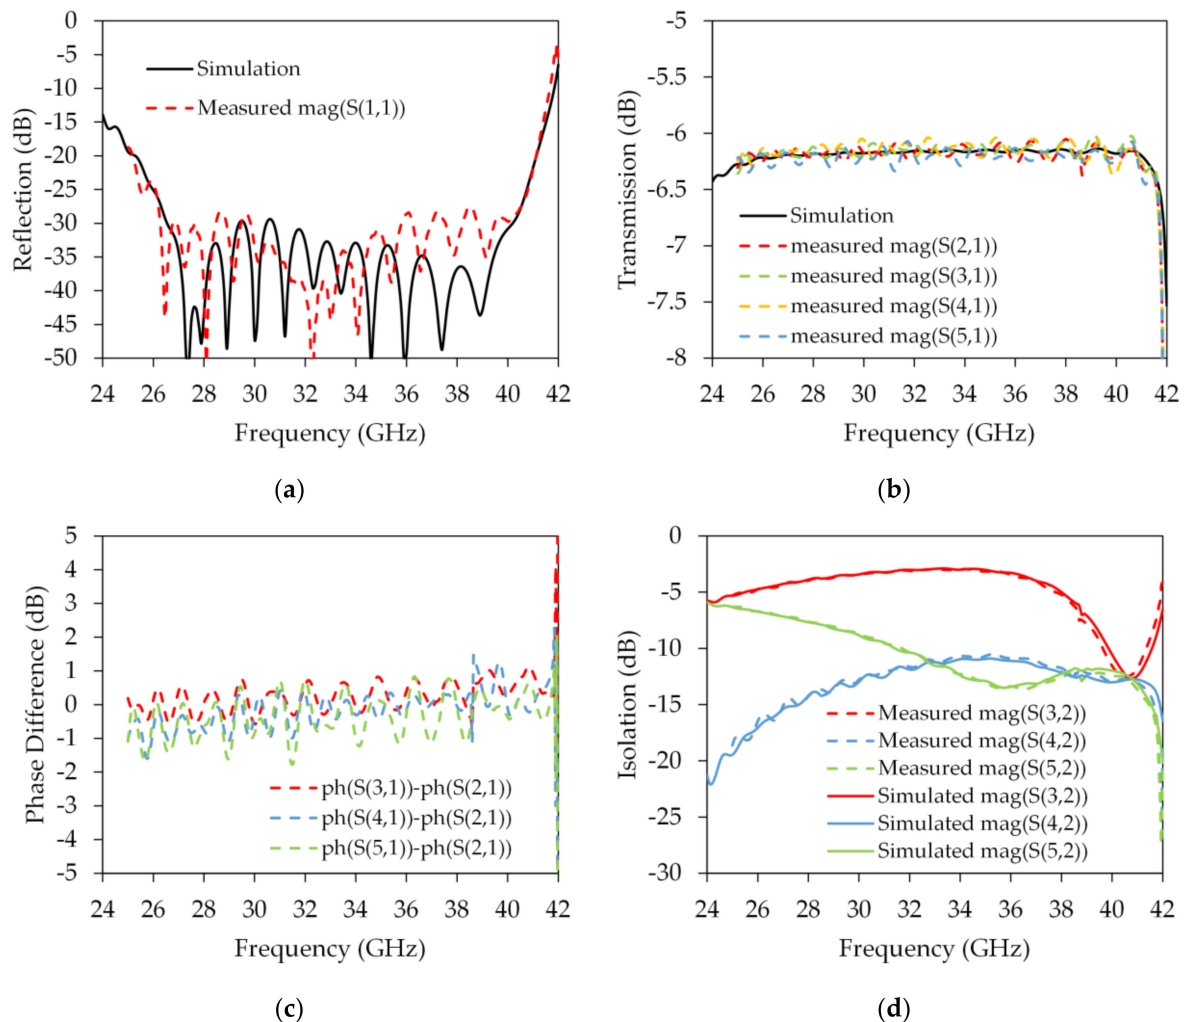 (a)
0
-5
-10
-15
-20
-25
-30
-35
-40
-45
-50
Reflection (dB)
Simulation
Measured mag(S(1,1))
24 26 28 30 32 34 36 38 40 42
Frequency (GHz)
(a)
(b)
-5
-5.5
-6
-6.5
-7
-7.5
-8
Transmission (dB)
Simulation
measured mag(S(2,1))
measured mag(S(3,1))
measured mag(S(4,1))
measured mag(S(5,1))
24 26 28 30 32 34 36 38 40 42
Frequency (GHz)
(b)
(c)
5
4
3
2
1
0
-1
-2
-3
-4
-5
Phase Difference (dB)
ph(S(3,1))-ph(S(2,1))
ph(S(4,1))-ph(S(2,1))
ph(S(5,1))-ph(S(2,1))
24 26 28 30 32 34 36 38 40 42
Frequency (GHz)
(c)
(d)
0
-5
-10
-15
-20
-25
-30
Isolation (dB)
Measured mag(S(3,2))
Measured mag(S(4,2))
Measured mag(S(5,2))
Simulated mag(S(3,2))
Simulated mag(S(4,2))
Simulated mag(S(5,2))
24 26 28 30 32 34 36 38 40 42
Frequency (GHz)
(d)